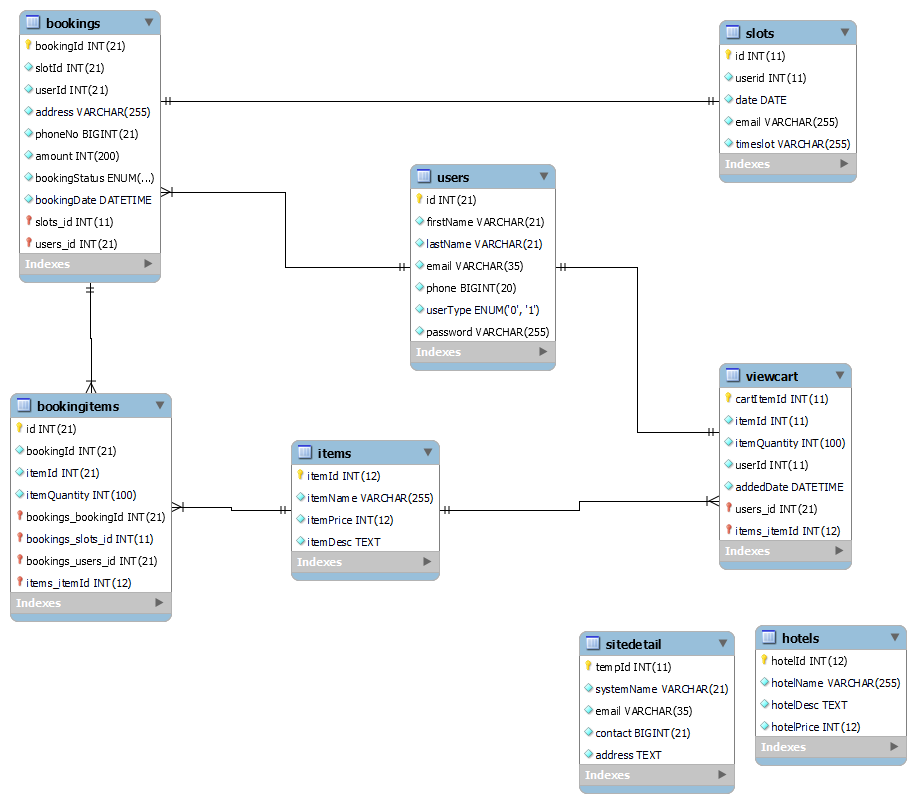 bookings
bookingId INT(21)
slotId INT(21)
userId INT(21)
address VARCHAR(255)
phoneNo BIGINT(21)
amount INT(200)
bookingStatus ENUM(...)
bookingDate DATETIME
slots_id INT(11)
users_id INT(21)
Indexes
slots
id INT(11)
userid INT(11)
date DATE
email VARCHAR(255)
timeslot VARCHAR(255)
Indexes
users
id INT(21)
firstName VARCHAR(21)
lastName VARCHAR(21)
email VARCHAR(35)
phone BIGINT(20)
userType ENUM('0', '1')
password VARCHAR(255)
Indexes
viewcart
cartItemId INT(11)
itemId INT(11)
itemQuantity INT(100)
userId INT(11)
addedDate DATETIME
users_id INT(21)
items_itemId INT(12)
Indexes
bookingitems
id INT(21)
bookingId INT(21)
itemId INT(21)
itemQuantity INT(100)
bookings_bookingId INT(21)
bookings_slots_id INT(11)
bookings_users_id INT(21)
items_itemId INT(12)
Indexes
items
itemId INT(12)
itemName VARCHAR(255)
itemPrice INT(12)
itemDesc TEXT
Indexes
sitedetail
tempId INT(11)
systemName VARCHAR(21)
email VARCHAR(35)
contact BIGINT(21)
address TEXT
Indexes
hotels
hotelId INT(12)
hotelName VARCHAR(255)
hotelDesc TEXT
hotelPrice INT(12)
Indexes